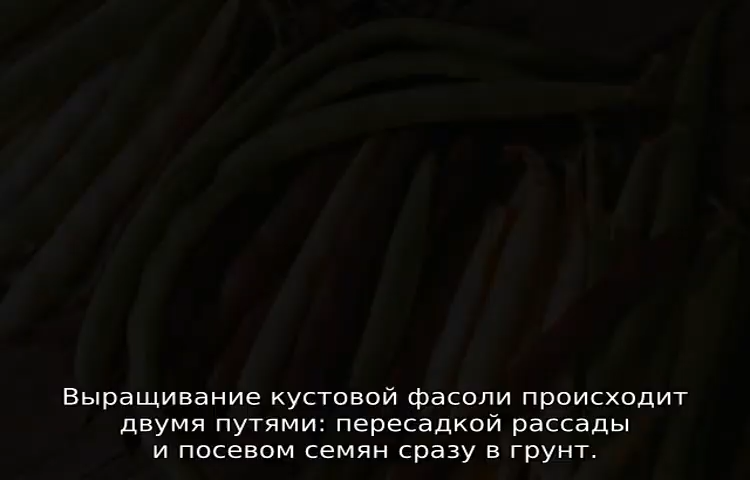 Выращивание кустовой фасоли происходит
двумя путями: пересадкой рассады
и посевом семян сразу в грунт.